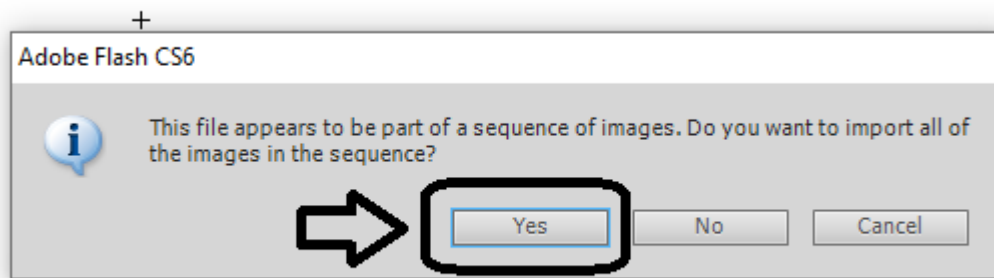 Adobe Flash CS6
This file appears to be part of a sequence of images. Do you want to import all of
the images in the sequence?
Yes No Cancel